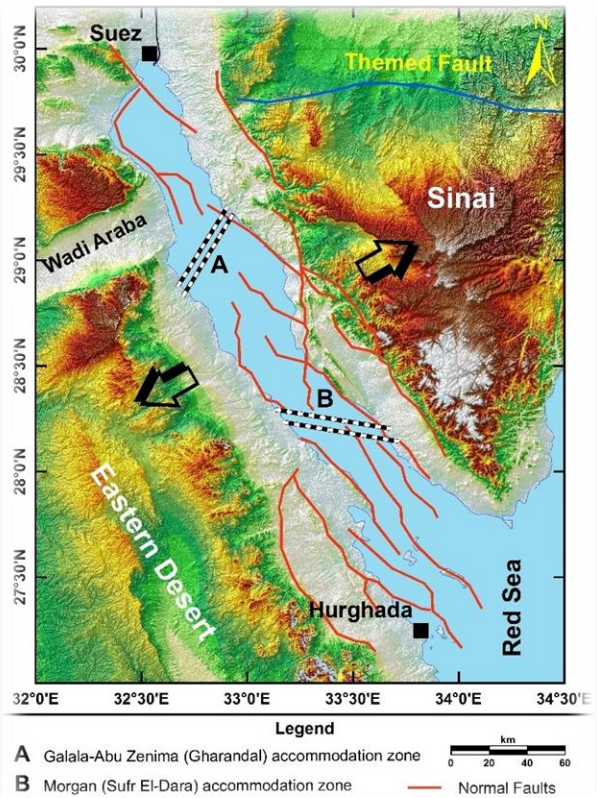 N
Suez
30°0'N
Themed Fault
29°30'N
Sinai
Wadi Araba
A
29°0'N
28°30'N
B
28°0'N
Eastern Desert
27°30'N
Red Sea
Hurghada
32°0'E 32°30'E 33°0'E 33°30'E 34°0'E 34°30'E
Legend
km
A Galala-Abu Zenima (Gharandal) accommodation zone
0 20 40 60
B Morgan (Sufr El-Dara) accommodation zone
Normal Faults